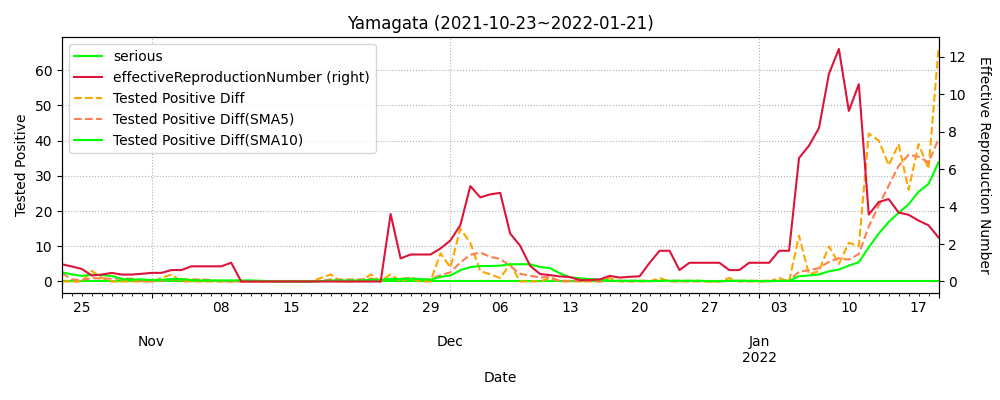 Yamagata (2021-10-23~2022-01-21)
serious
effectiveReproductionNumber (right)
Tested Positive Diff
Tested Positive Diff(SMA5)
Tested Positive Diff(SMA10)
Tested Positive
60
50
40
30
20
10
0
12
10
8
6
4
2
0
Effective Reproduction Number
25 08 15 22 29 06 13 20 27 03 10 17
Nov Dec Jan
2022
Date